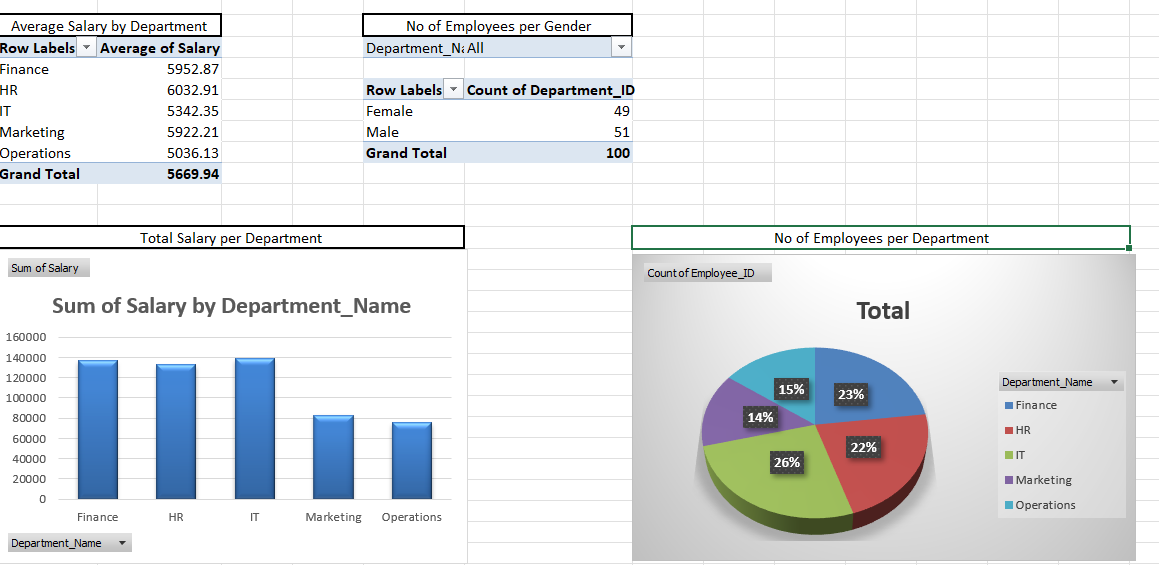 Average Salary by Department
Row Labels Average of Salary
Finance 5952.87
HR 6032.91
IT 5342.35
Marketing 5922.21
Operations 5036.13
Grand Total 5669.94
No of Employees per Gender
Department_Na All
Row Labels Count of Department_ID
Female 49
Male 51
Grand Total 100
Total Salary per Department
Sum of Salary
Sum of Salary by Department_Name
160000
140000
120000
100000
80000
60000
40000
20000
0
Finance HR IT Marketing Operations
Department_Name
No of Employees per Department
Count of Employee_ID
Total
15%
23%
14%
22%
26%
Department_Name
Finance
HR
IT
Marketing
Operations